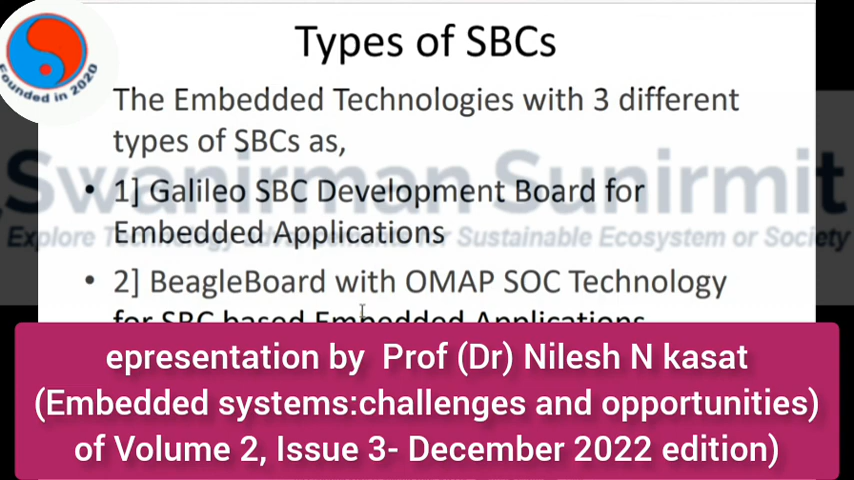 Founded in 2020
Types of SBCs
The Embedded Technologies with 3 different
types of SBCs as,
• 1] Galileo SBC Development Board for
Embedded Applications
• 2] BeagleBoard with OMAP SOC Technology
for SBC based Embedded Applications
Swanirman Sunirmit
Explore Technology advancements for Sustainable Ecosystem or Society
epresentation by Prof (Dr) Nilesh N kasat
(Embedded systems:challenges and opportunities)
of Volume 2, Issue 3- December 2022 edition)